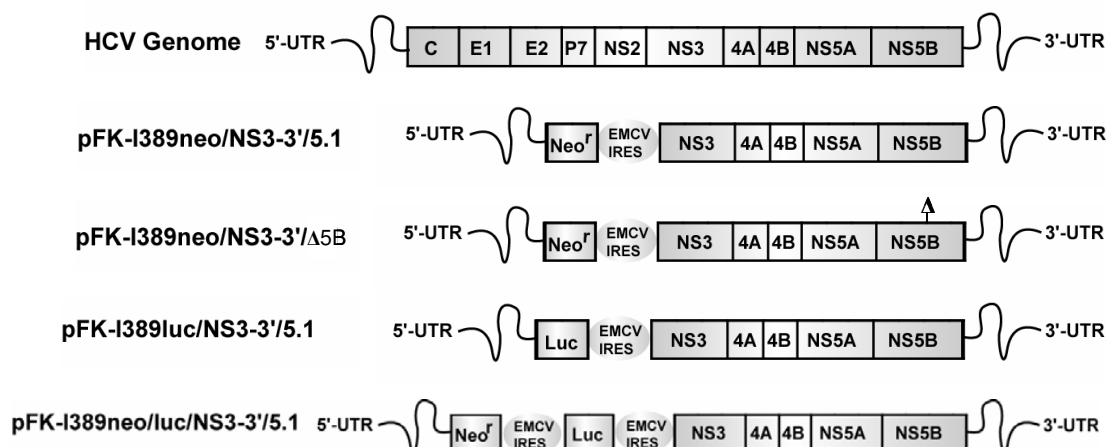 HCV Genome 5'-UTR C E1 E2 P7 NS2 NS3 4A 4B NS5A NS5B 3'-UTR
pFK-I389neo/NS3-3'/5.1 5'-UTR Neoʳ EMCV IRES NS3 4A 4B NS5A NS5B 3'-UTR
Δ
pFK-I389neo/NS3-3'/Δ5B 5'-UTR Neoʳ EMCV IRES NS3 4A 4B NS5A NS5B 3'-UTR
pFK-I389luc/NS3-3'/5.1 5'-UTR Luc EMCV IRES NS3 4A 4B NS5A NS5B 3'-UTR
pFK-I389neo/luc/NS3-3'/5.1 5'-UTR Neoʳ EMCV IRES Luc EMCV IRES NS3 4A 4B NS5A NS5B 3'-UTR